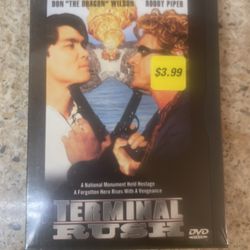 DON "THE DRAGON" WILSON RODDY PIPER
$3.99
A National Monument Held Hostage
A Forgotten Hero Rises With A Vengeance
TERMINAL
RUSH
DVD